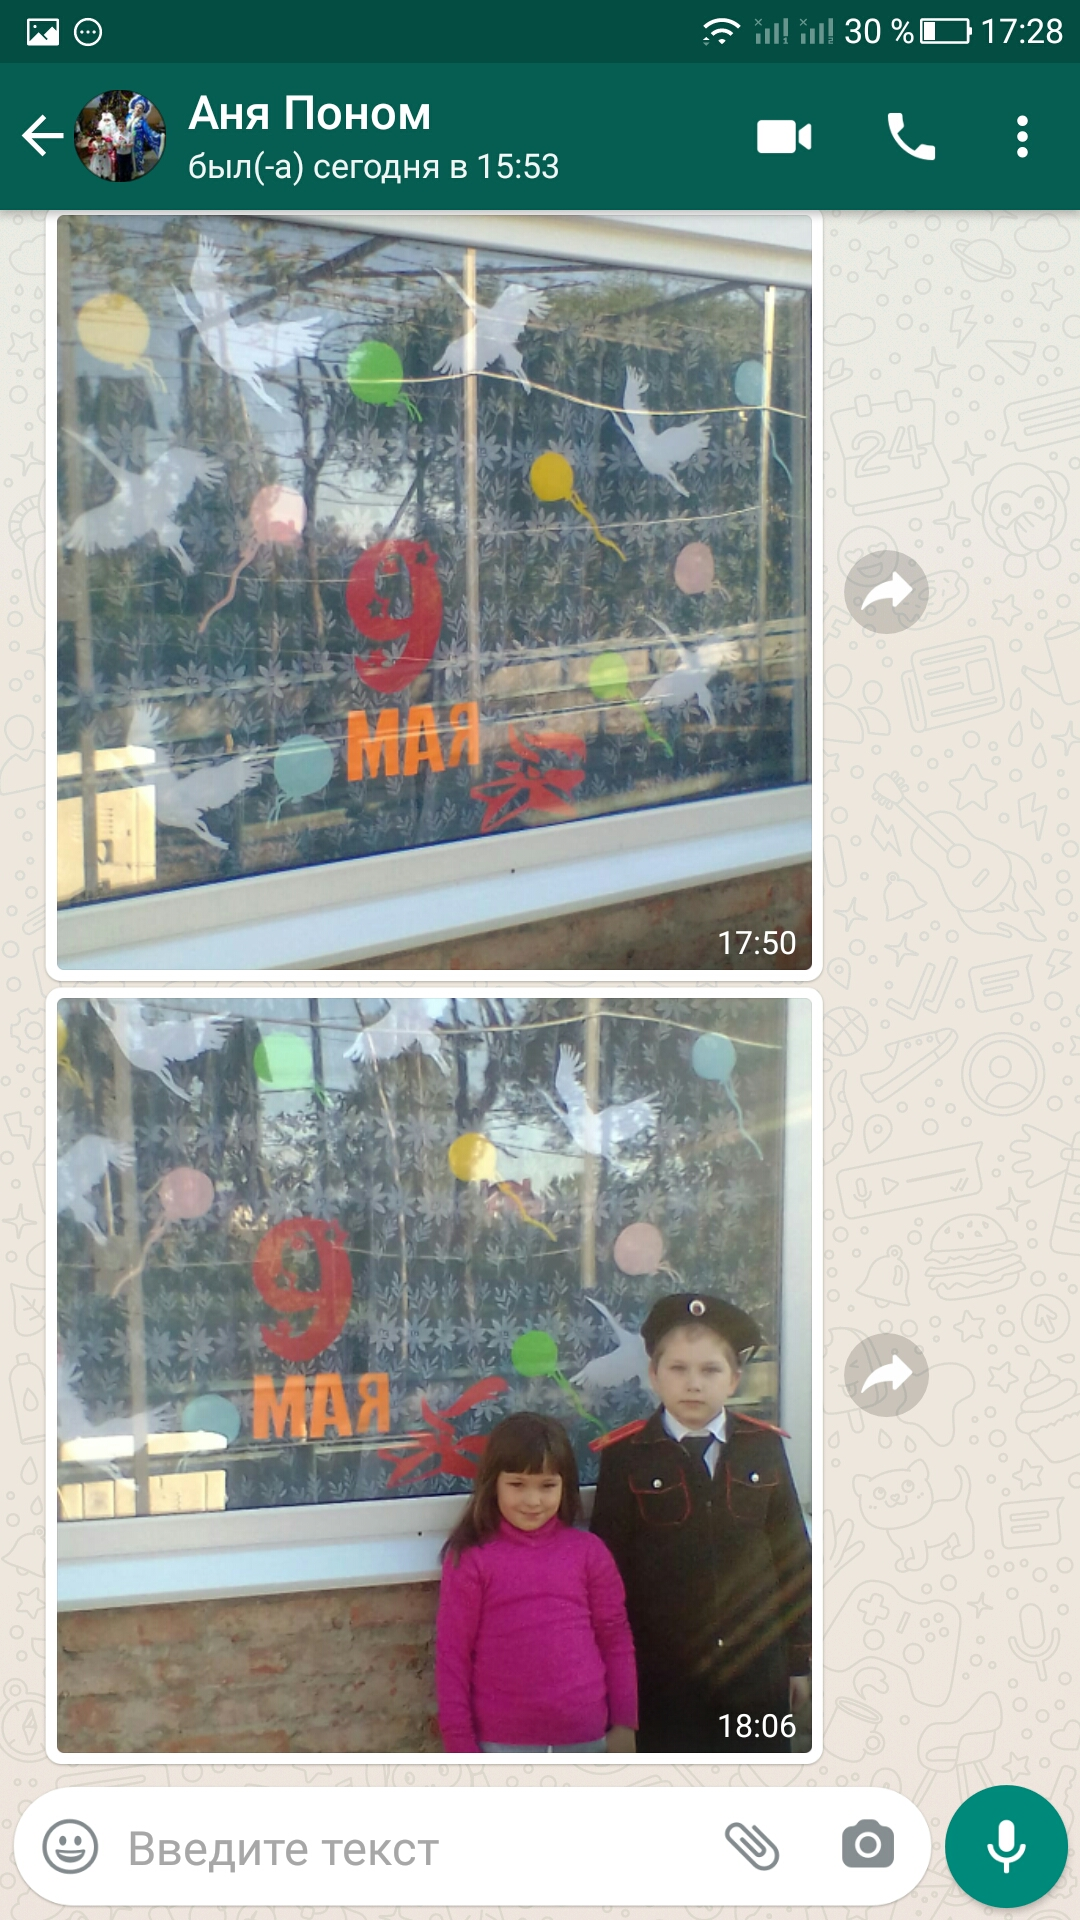 30 % 17:28
Аня Поном
был(-а) сегодня в 15:53
9
МАЯ
17:50
9
МАЯ
18:06
Введите текст